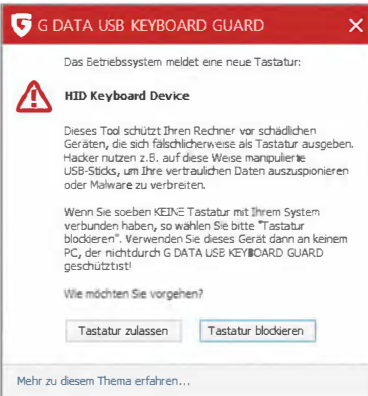 G DATA USB KEYBOARD GUARD
Das Betriebssystem meldet eine neue Tastatur:
HID Keyboard Device
Dieses Tool schützt Ihren Rechner vor schädlichen
Geräten, die sich fälschlicherweise als Tastatur ausgeben.
Hacker nutzen z.B. auf diese Weise manipulierte
USB-Sticks, um Ihre vertraulichen Daten auszuspionieren
oder Malware zu verbreiten.
Wenn Sie soeben KEINE Tastatur mit Ihrem System
verbunden haben, so wählen Sie bitte "Tastatur
blockieren". Verwenden Sie dieses Gerät dann an keinem
PC, der nichtdurch G DATA USB KEYBOARD GUARD
geschütztist!
Wie möchten Sie vorgehen?
Tastatur zulassen
Tastatur blockieren
Mehr zu diesem Thema erfahren...